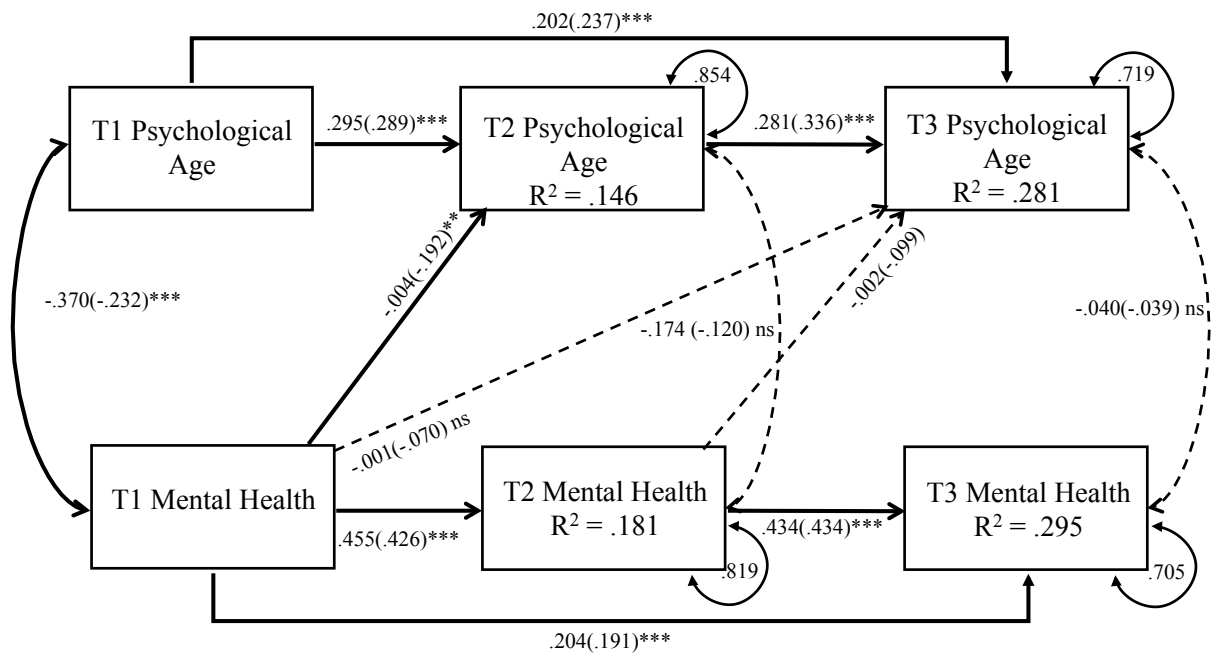 .202(.237)***
.854
.719
T1 Psychological
Age
.295(.289)***
T2 Psychological
Age
R² = .146
.281(.336)***
T3 Psychological
Age
R² = .281
-.004(-.192)**
-.002(-.099)
-.370(-.232)***
-.174 (-.120) ns
-.040(-.039) ns
-.001(-.070) ns
T1 Mental Health
.455(.426)***
T2 Mental Health
R² = .181
.434(.434)***
T3 Mental Health
R² = .295
.819
.705
.204(.191)***